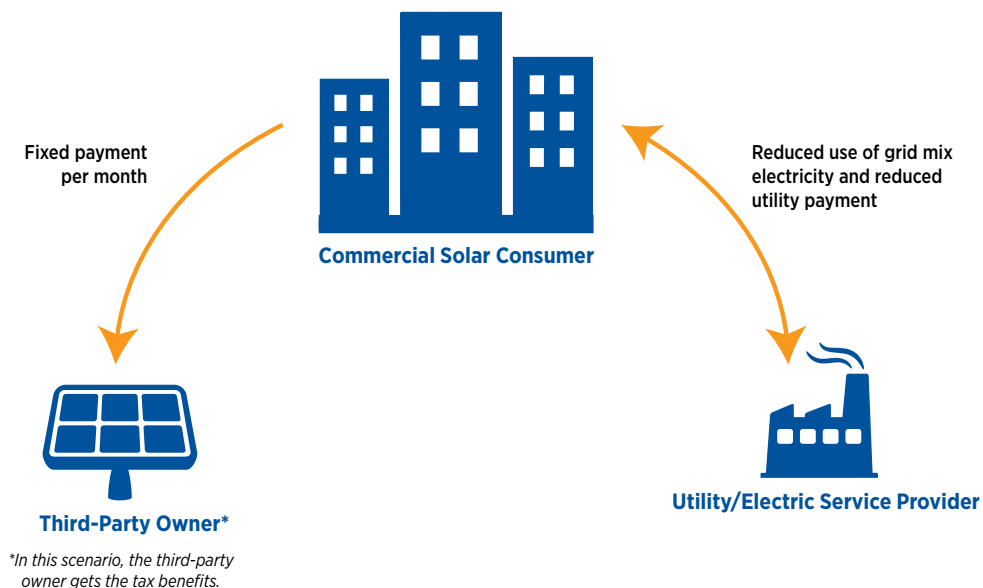 Fixed payment
per month
Reduced use of grid mix
electricity and reduced
utility payment
Commercial Solar Consumer
Third-Party Owner*
*In this scenario, the third-party
owner gets the tax benefits.
Utility/Electric Service Provider